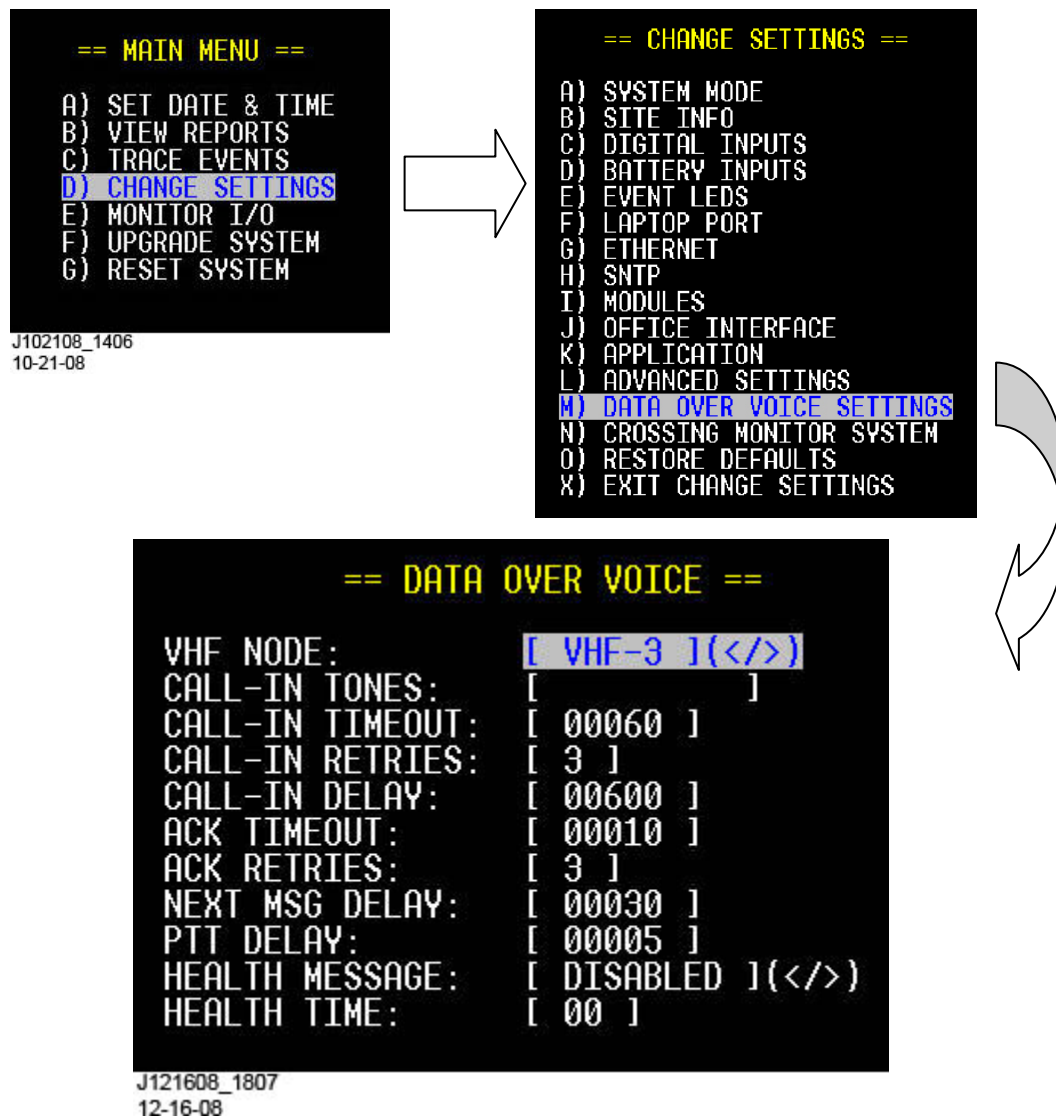 == MAIN MENU ==
A) SET DATE & TIME
B) VIEW REPORTS
C) TRACE EVENTS
D) CHANGE SETTINGS
E) MONITOR I/O
F) UPGRADE SYSTEM
G) RESET SYSTEM
J102108_1406
10-21-08
== CHANGE SETTINGS ==
A) SYSTEM MODE
B) SITE INFO
C) DIGITAL INPUTS
D) BATTERY INPUTS
E) EVENT LEDS
F) LAPTOP PORT
G) ETHERNET
H) SNTP
I) MODULES
J) OFFICE INTERFACE
K) APPLICATION
L) ADVANCED SETTINGS
M) DATA OVER VOICE SETTINGS
N) CROSSING MONITOR SYSTEM
O) RESTORE DEFAULTS
X) EXIT CHANGE SETTINGS
== DATA OVER VOICE ==
VHF NODE: [ VHF-3 ](</>)
CALL-IN TONES: [ ]
CALL-IN TIMEOUT: [ 00060 ]
CALL-IN RETRIES: [ 3 ]
CALL-IN DELAY: [ 00600 ]
ACK TIMEOUT: [ 00010 ]
ACK RETRIES: [ 3 ]
NEXT MSG DELAY: [ 00030 ]
PTT DELAY: [ 00005 ]
HEALTH MESSAGE: [ DISABLED ](</>)
HEALTH TIME: [ 00 ]
J121608_1807
12-16-08